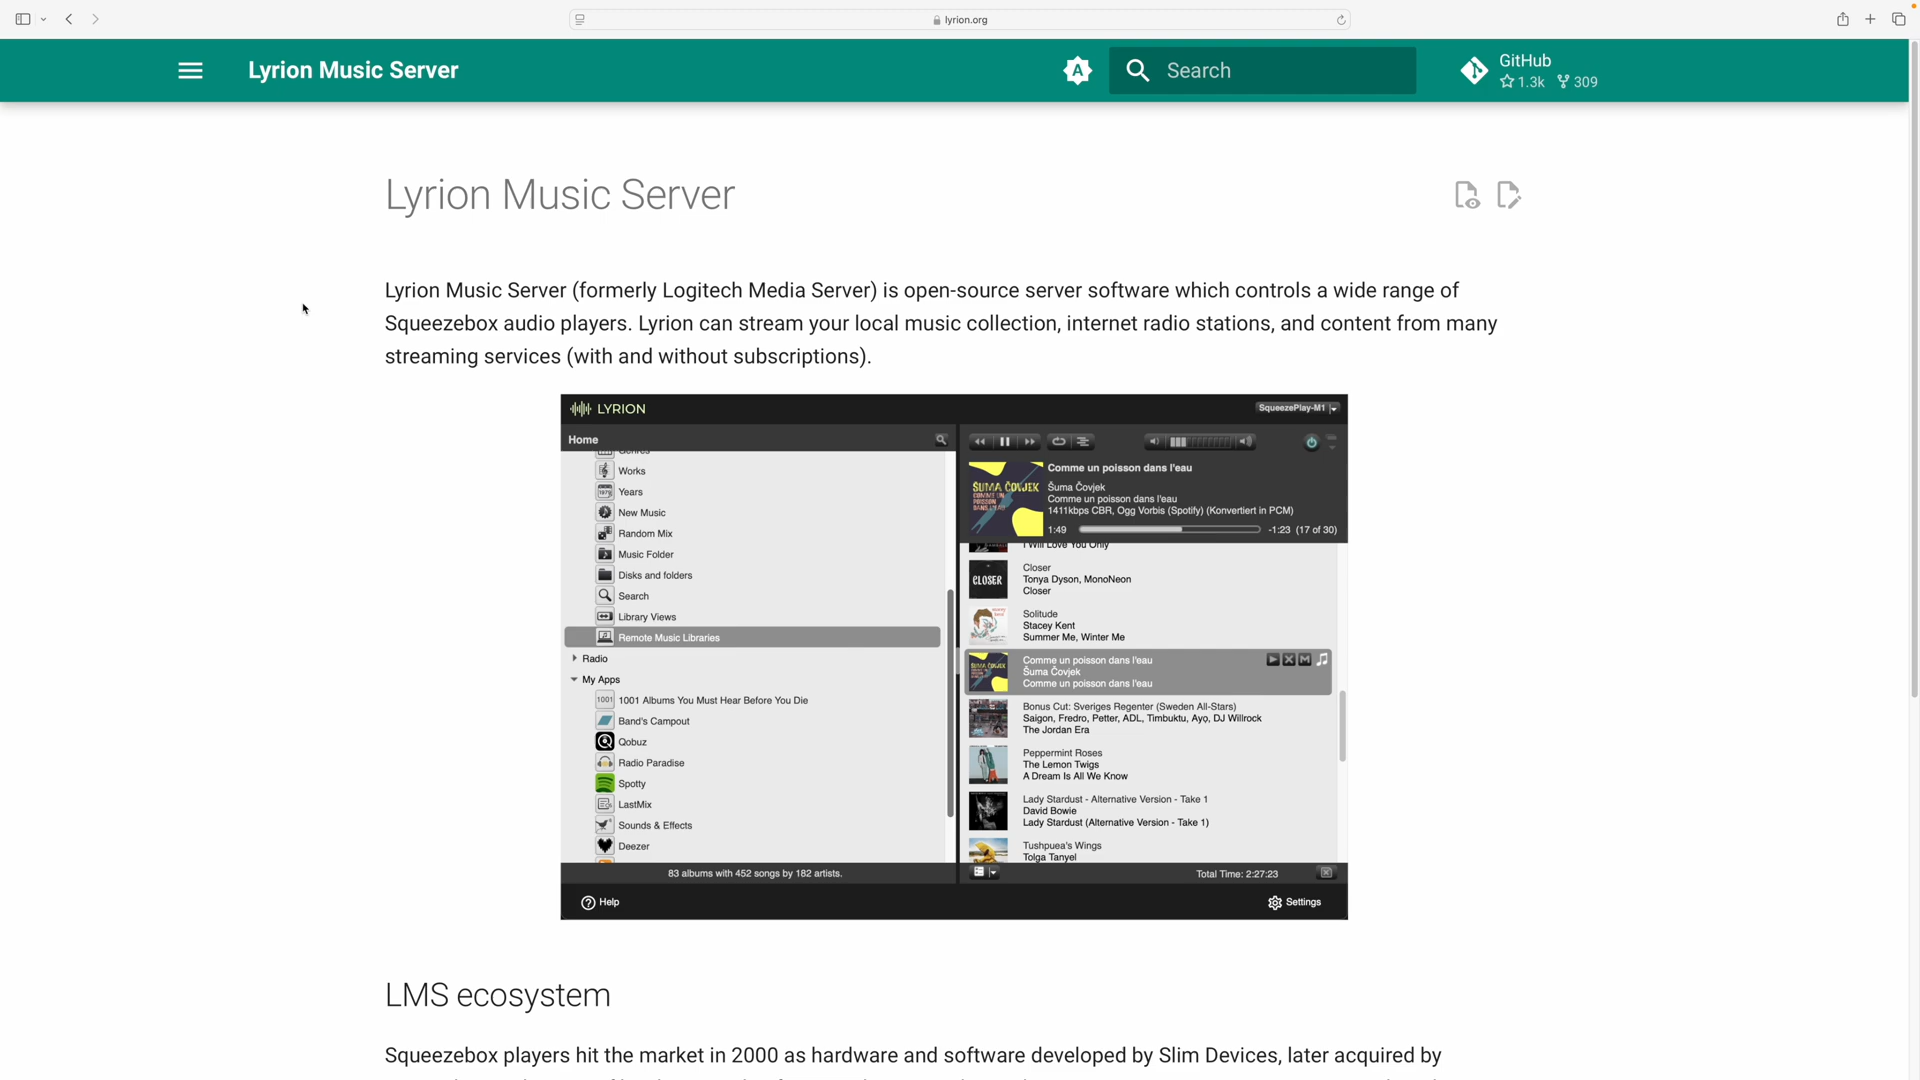 lyrion.org
Lyrion Music Server
Search
GitHub
1.3k 309
Lyrion Music Server
Lyrion Music Server (formerly Logitech Media Server) is open-source server software which controls a wide range of
Squeezebox audio players. Lyrion can stream your local music collection, internet radio stations, and content from many
streaming services (with and without subscriptions).
LYRION
SqueezePlay-M1
Home
Genres
Works
Years
New Music
Random Mix
Music Folder
Disks and folders
Search
Library Views
Remote Music Libraries
Radio
My Apps
1001 Albums You Must Hear Before You Die
Band's Campout
Qobuz
Radio Paradise
Spotty
LastMix
Sounds & Effects
Deezer
83 albums with 452 songs by 182 artists.
Help
Comme un poisson dans l'eau
Šuma Čovjek
Comme un poisson dans l'eau
1411kbps CBR, Ogg Vorbis (Spotify) (Konvertiert in PCM)
1:49 -1:23 (17 of 30)
I Will Love You Only
Closer
Tonya Dyson, MonoNeon
Closer
Solitude
Stacey Kent
Summer Me, Winter Me
Comme un poisson dans l'eau
Šuma Čovjek
Comme un poisson dans l'eau
Bonus Cut: Sveriges Regenter (Sweden All-Stars)
Saigon, Fredro, Petter, ADL, Timbuktu, Ayo, DJ Willrock
The Jordan Era
Peppermint Roses
The Lemon Twigs
A Dream Is All We Know
Lady Stardust - Alternative Version - Take 1
David Bowie
Lady Stardust (Alternative Version - Take 1)
Tushpuea's Wings
Tolga Tanyel
Total Time: 2:27:23
Settings
LMS ecosystem
Squeezebox players hit the market in 2000 as hardware and software developed by Slim Devices, later acquired by